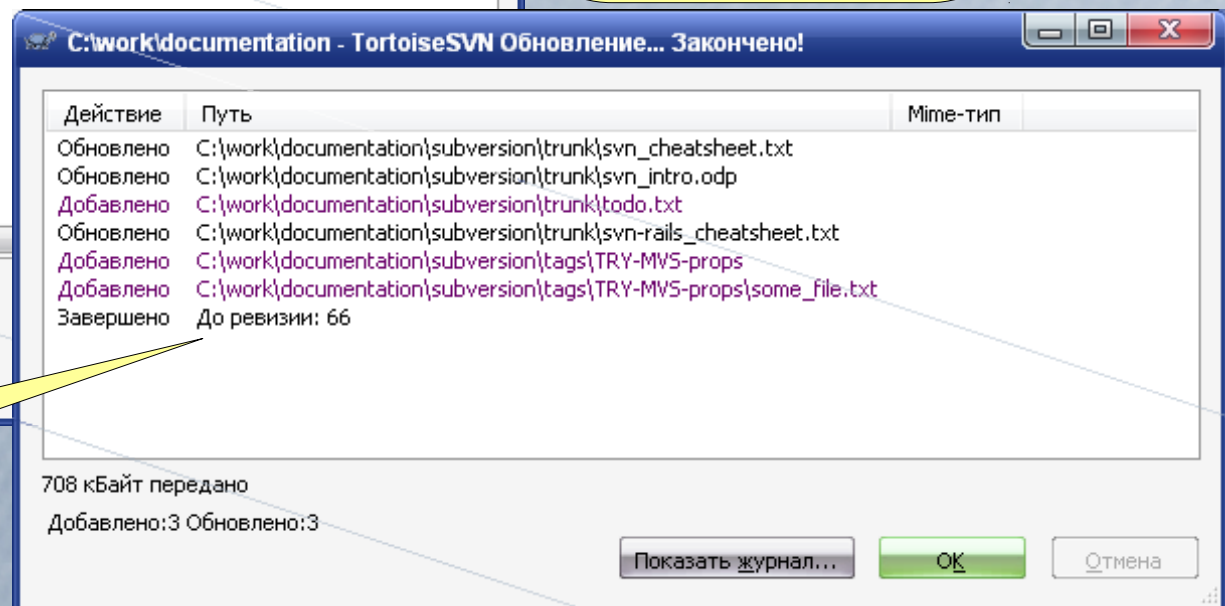 C:\work\documentation - TortoiseSVN Обновление... Закончено!
Действие Путь Mime-тип
Обновлено C:\work\documentation\subversion\trunk\svn_cheatsheet.txt
Обновлено C:\work\documentation\subversion\trunk\svn_intro.odp
Добавлено C:\work\documentation\subversion\trunk\todo.txt
Обновлено C:\work\documentation\subversion\trunk\svn-rails_cheatsheet.txt
Добавлено C:\work\documentation\subversion\tags\TRY-MVS-props
Добавлено C:\work\documentation\subversion\tags\TRY-MVS-props\some_file.txt
Завершено До ревизии: 66
708 кБайт передано
Добавлено:3 Обновлено:3
Показать журнал... OK Отмена